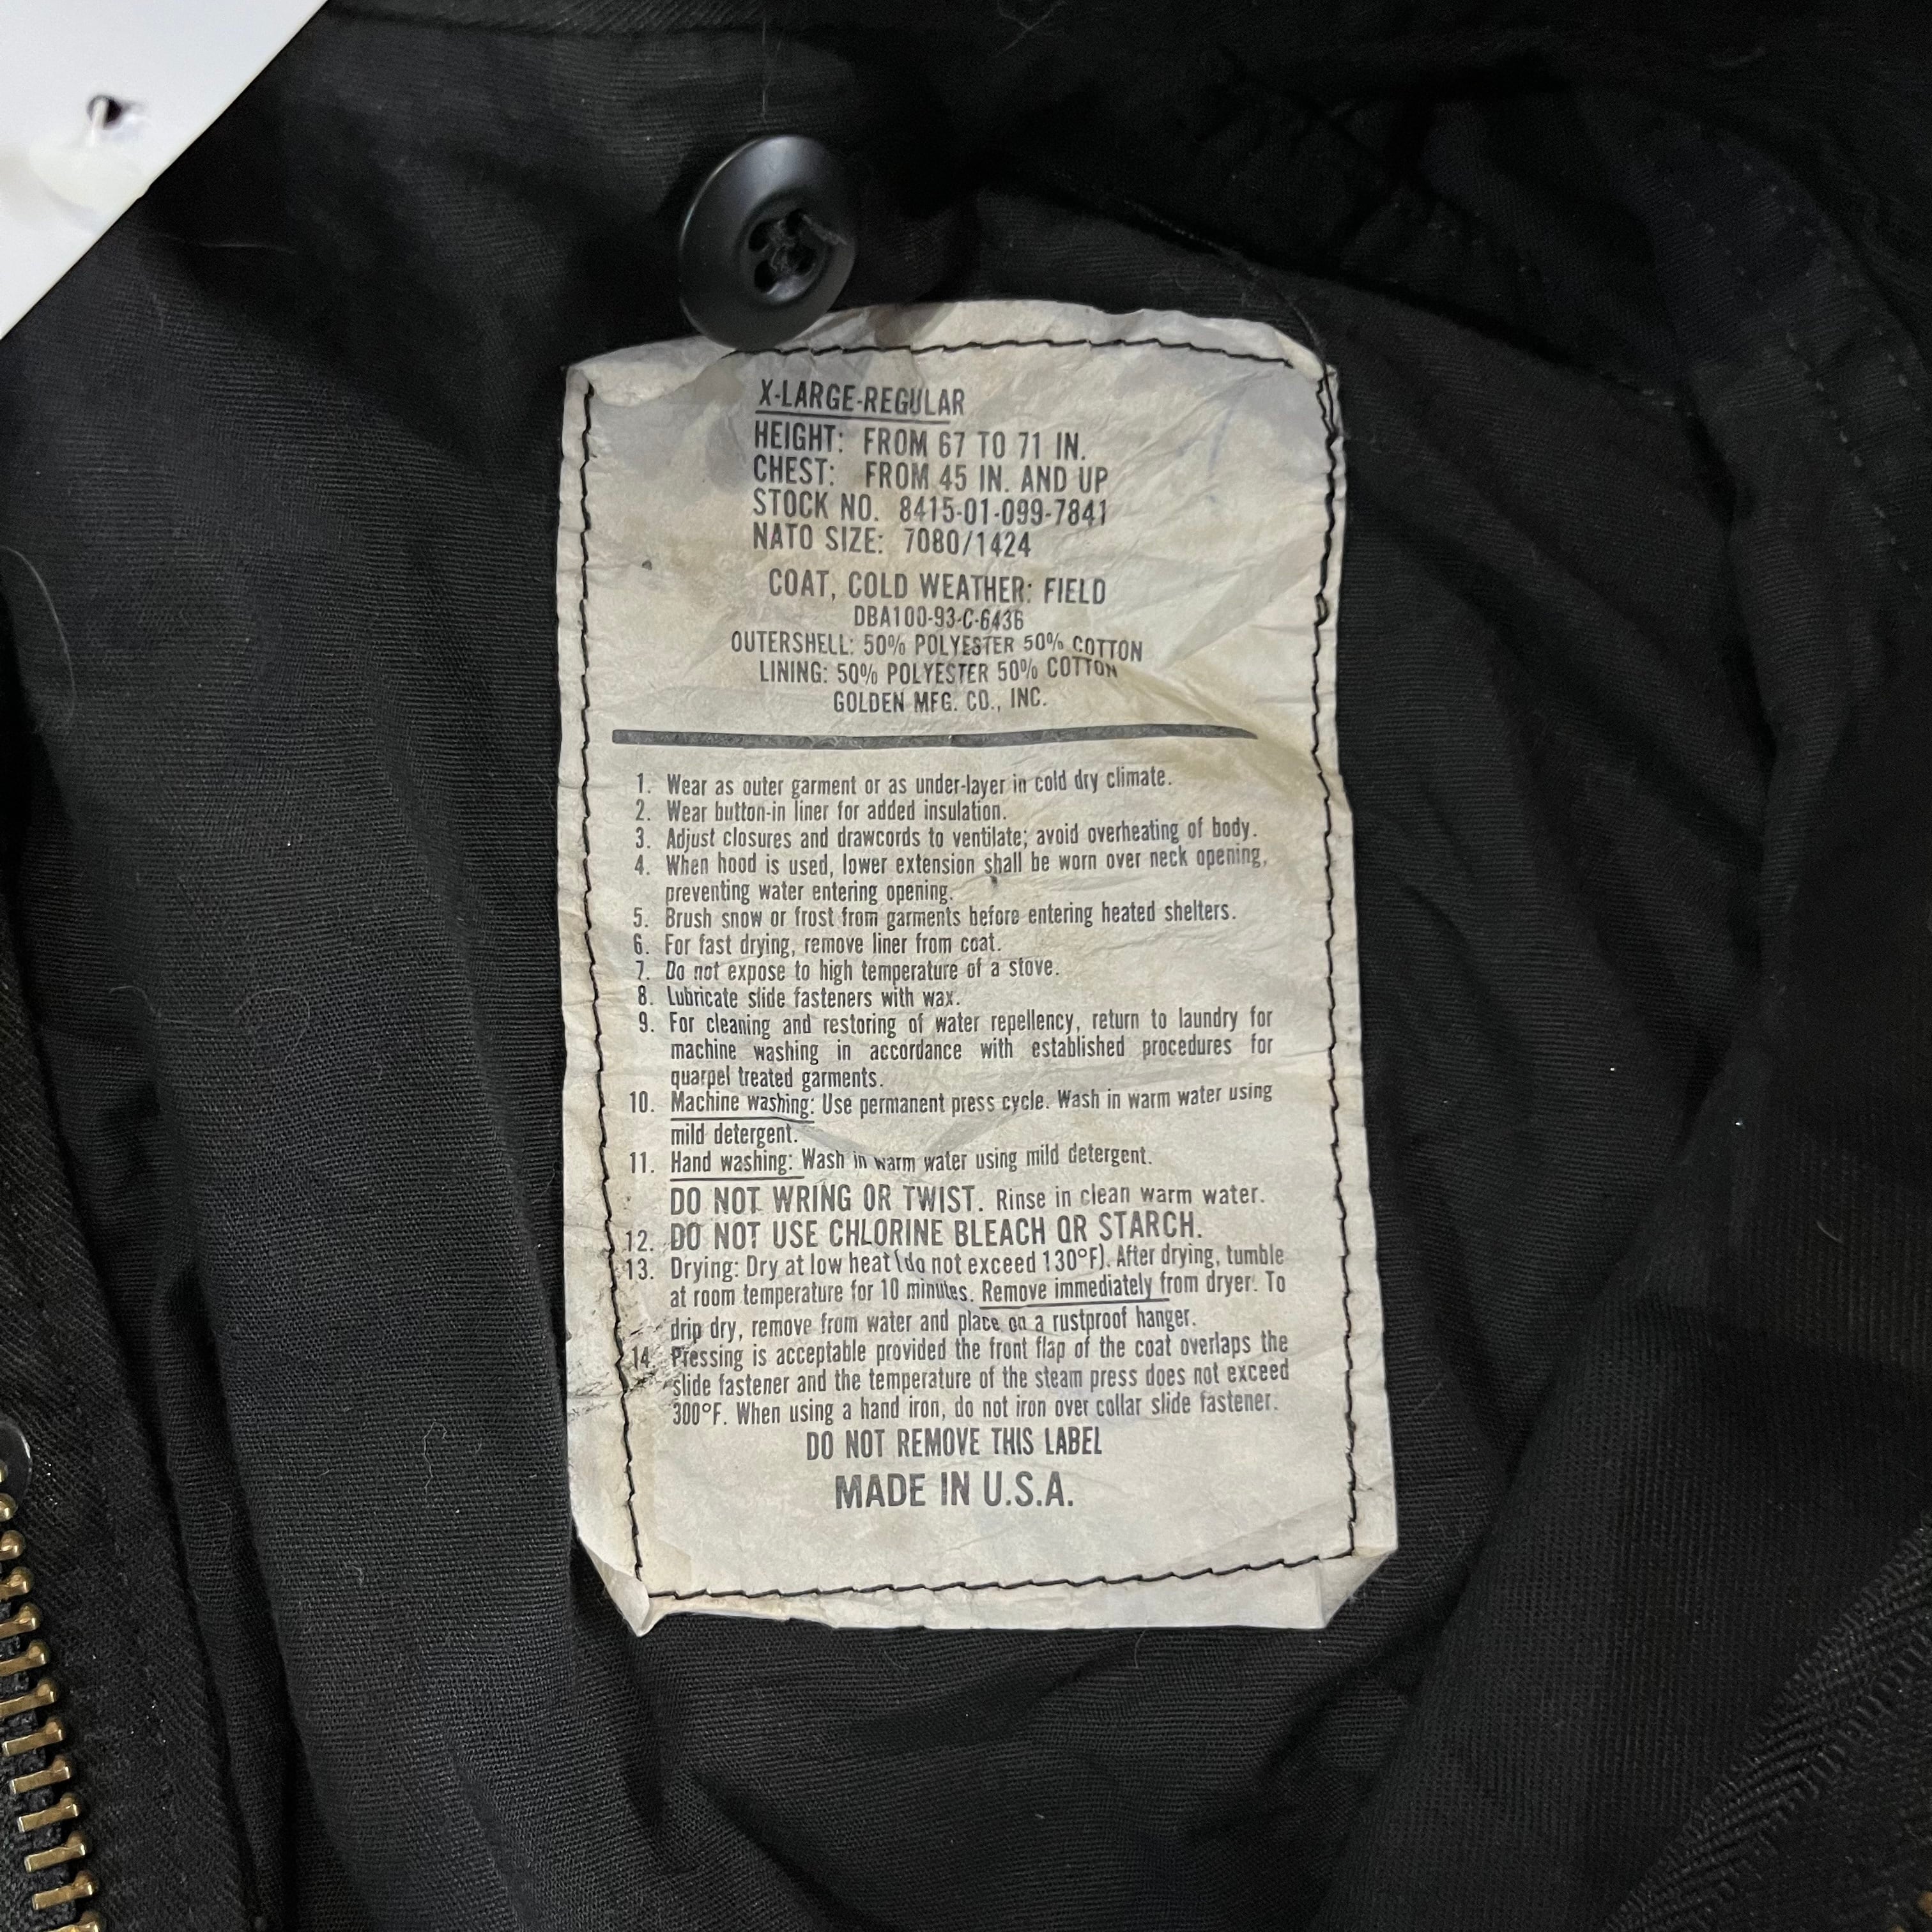 X-LARGE-REGULAR
HEIGHT: FROM 67 TO 71 IN.
CHEST: FROM 45 IN. AND UP
STOCK NO. 8415-01-099-7841
NATO SIZE: 7080/1424
COAT, COLD WEATHER: FIELD
DBA100-93-C-6436
OUTERSHELL: 50% POLYESTER 50% COTTON
LINING: 50% POLYESTER 50% COTTON
GOLDEN MFG. CO., INC.
1. Wear as outer garment or as under-layer in cold dry climate.
2. Wear button-in liner for added insulation.
3. Adjust closures and drawcords to ventilate; avoid overheating of body.
4. When hood is used, lower extension shall be worn over neck opening,
preventing water entering opening.
5. Brush snow or frost from garments before entering heated shelters.
6. For fast drying, remove liner from coat.
7. Do not expose to high temperature of a stove.
8. Lubricate slide fasteners with wax.
9. For cleaning and restoring of water repellency, return to laundry for
machine washing in accordance with established procedures for
quarpel treated garments.
10. Machine washing: Use permanent press cycle. Wash in warm water using
mild detergent.
11. Hand washing: Wash in warm water using mild detergent.
DO NOT WRING OR TWIST. Rinse in clean warm water.
12. DO NOT USE CHLORINE BLEACH OR STARCH.
13. Drying: Dry at low heat (do not exceed 130°F). After drying, tumble
at room temperature for 10 minutes. Remove immediately from dryer. To
drip dry, remove from water and place on a rustproof hanger.
14. Pressing is acceptable provided the front flap of the coat overlaps the
slide fastener and the temperature of the steam press does not exceed
300°F. When using a hand iron, do not iron over collar slide fastener.
DO NOT REMOVE THIS LABEL
MADE IN U.S.A.